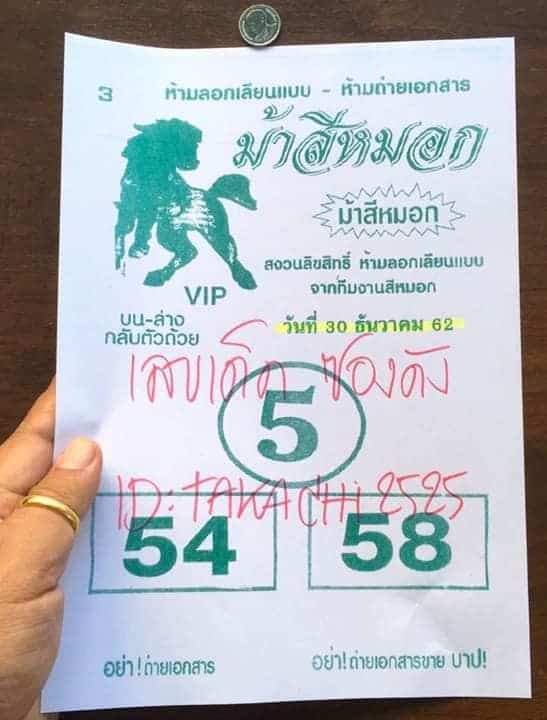 3 ห้ามลอกเลียนแบบ - ห้ามถ่ายเอกสาร
ม้าสีหมอก
ม้าสีหมอก
สงวนลิขสิทธิ์ ห้ามลอกเลียนแบบ
จากทีมงานสีหมอก
VIP
บน-ล่าง
กลับตัวด้วย
วันที่ 30 ธันวาคม 62
เลขเด็ด ซองดัง
5
ID:TAKACHi2525
54 58
อย่า!ถ่ายเอกสาร อย่า!ถ่ายเอกสารขาย บาป!